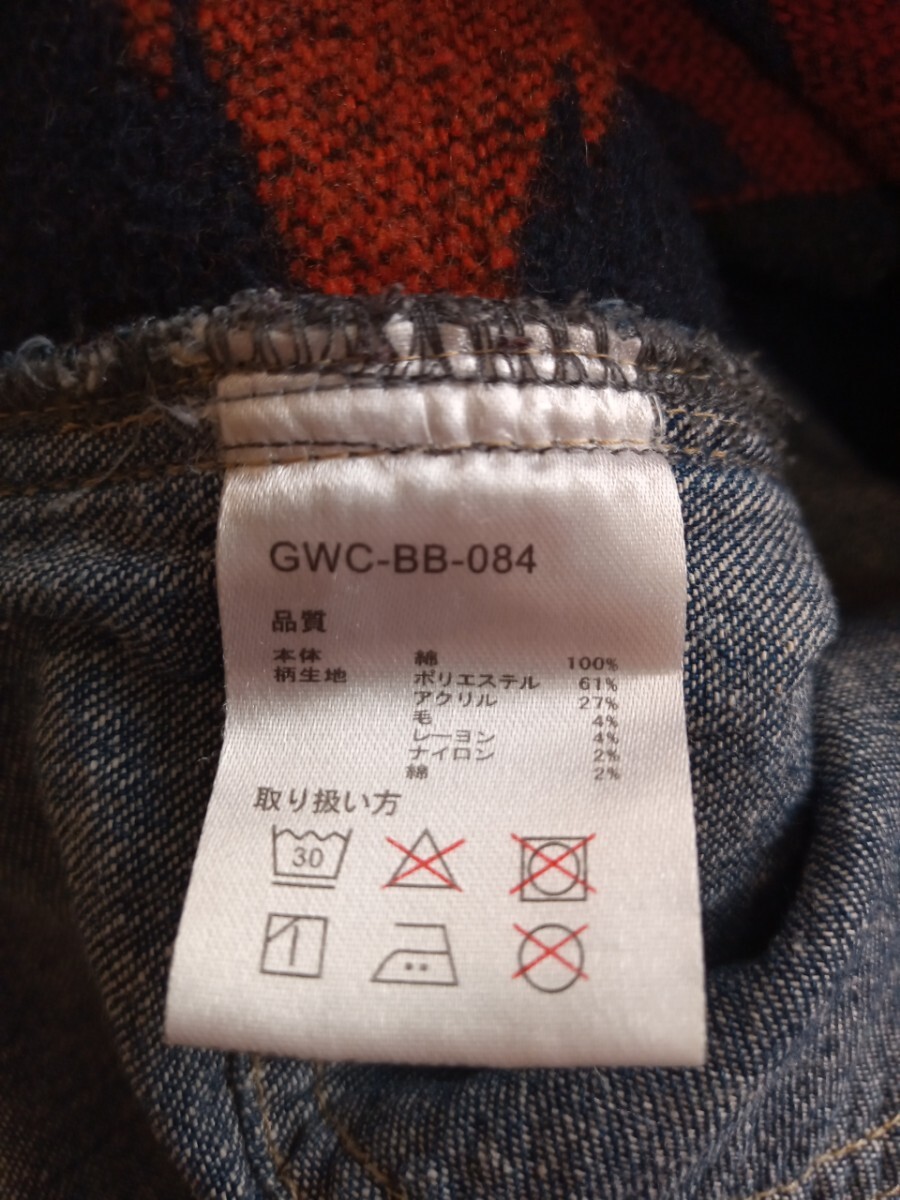 GWC-BB-084
品質
本体 綿 100%
柄生地 ポリエステル 61%
アクリル 27%
毛 4%
レーヨン 4%
ナイロン 2%
綿 2%
取り扱い方
30